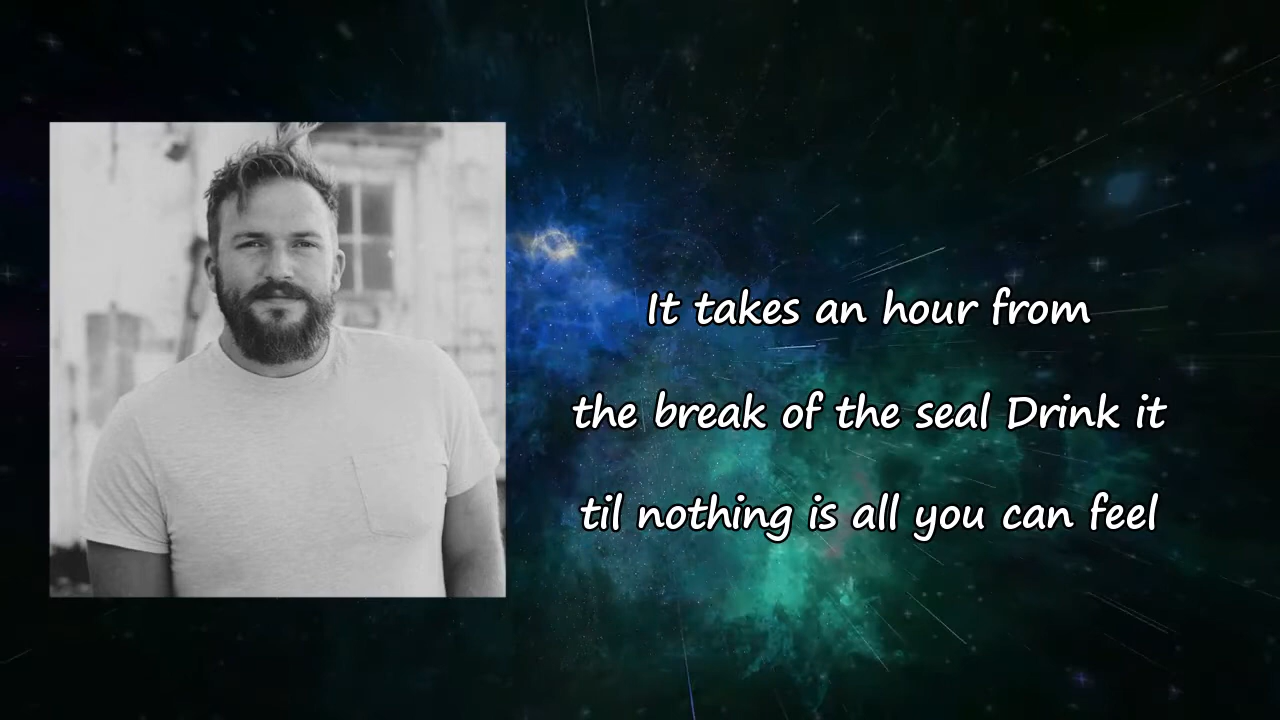 It takes an hour from
the break of the seal Drink it
til nothing is all you can feel